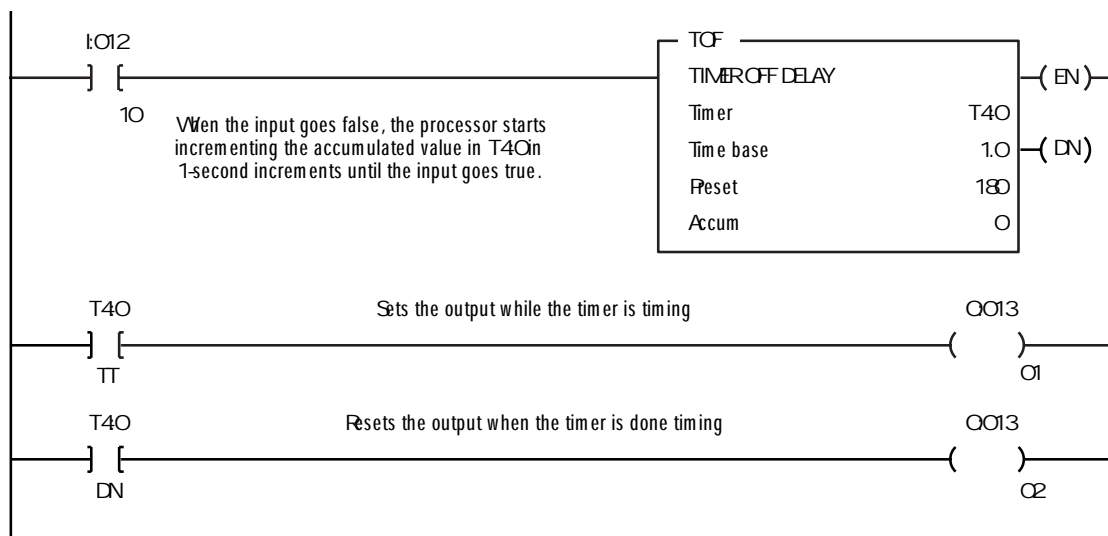 I:012
10
When the input goes false, the processor starts
incrementing the accumulated value in T4:0 in
1-second increments until the input goes true.
TOF
TIMER OFF DELAY
Timer T4:0
Time base 1.0
Preset 180
Accum 0
EN
DN
T4:0
TT
Sets the output while the timer is timing
O:013
01
T4:0
DN
Resets the output when the timer is done timing
O:013
02